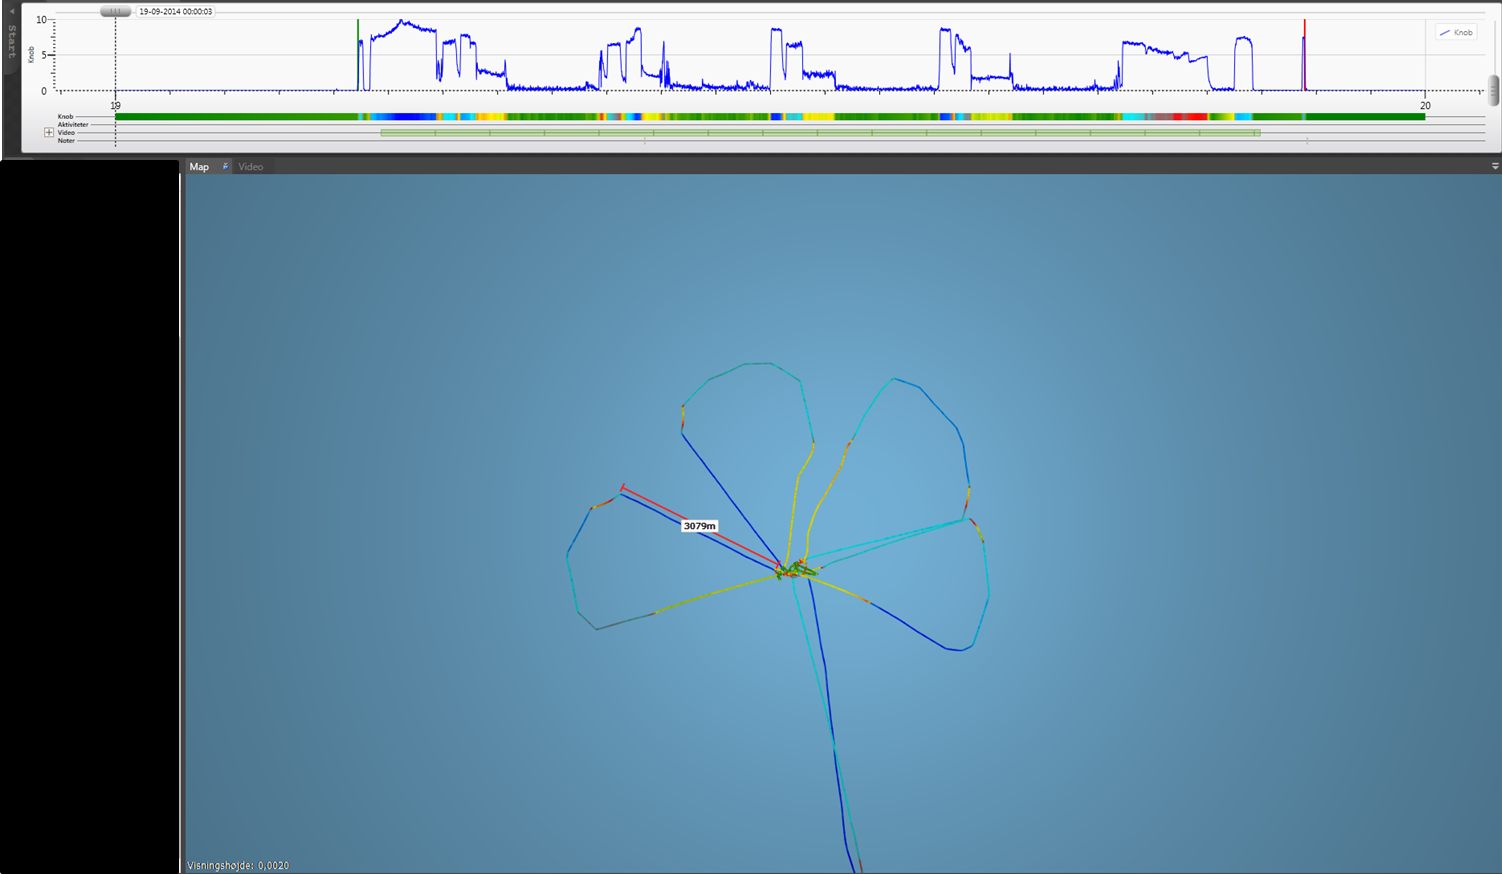 19-09-2014 00:00:03
Start
Knob
10
5
0
Knob
19
20
Knob
Aktiviteter
Video
Noter
Map
Video
3079m
Visningshøjde: 0,0020